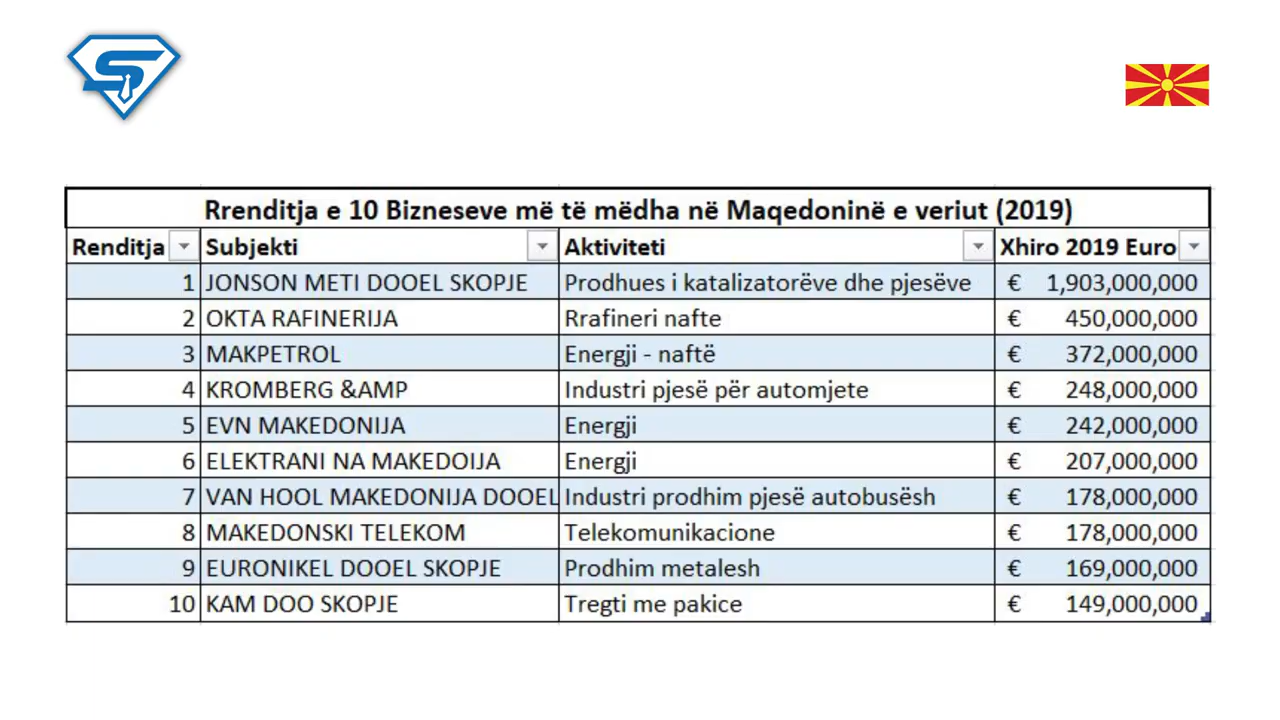 Rrenditja e 10 Bizneseve më të mëdha në Maqedoninë e veriut (2019)
Renditja Subjekti Aktiviteti Xhiro 2019 Euro
1 JONSON METI DOOEL SKOPJE Prodhues i katalizatorëve dhe pjesëve € 1,903,000,000
2 OKTA RAFINERIJA Rrafineri nafte € 450,000,000
3 MAKPETROL Energji - naftë € 372,000,000
4 KROMBERG &AMP Industri pjesë për automjete € 248,000,000
5 EVN MAKEDONIJA Energji € 242,000,000
6 ELEKTRANI NA MAKEDOIJA Energji € 207,000,000
7 VAN HOOL MAKEDONIJA DOOEL Industri prodhim pjesë autobusësh € 178,000,000
8 MAKEDONSKI TELEKOM Telekomunikacione € 178,000,000
9 EURONIKEL DOOEL SKOPJE Prodhim metalesh € 169,000,000
10 KAM DOO SKOPJE Tregti me pakice € 149,000,000